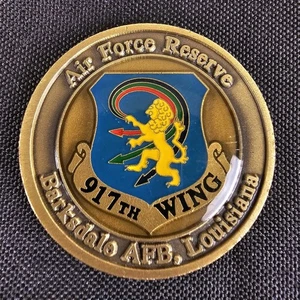 Air Force Reserve
917TH WING
Barksdale AFB, Louisiana